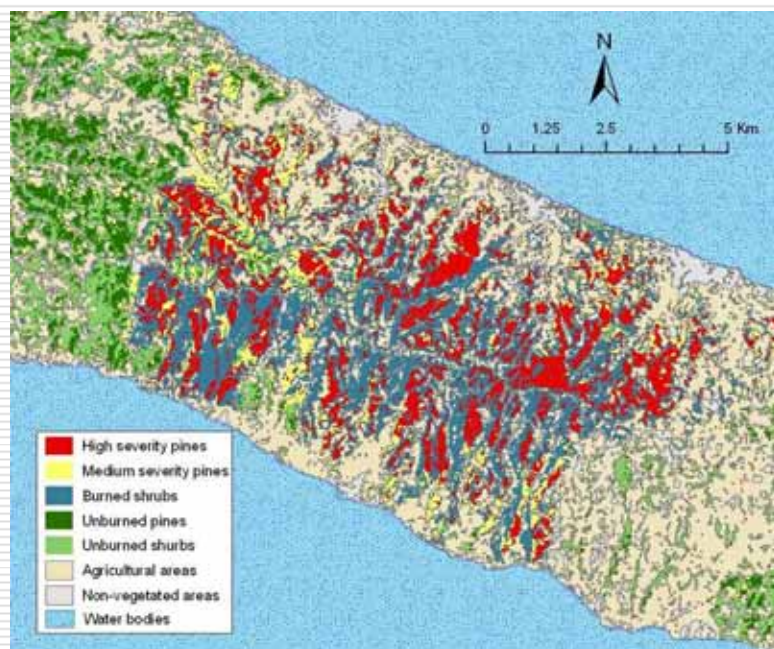 N
0 1.25 2.5 5 Km
High severity pines
Medium severity pines
Burned shrubs
Unburned pines
Unburned shurbs
Agricultural areas
Non-vegetated areas
Water bodies